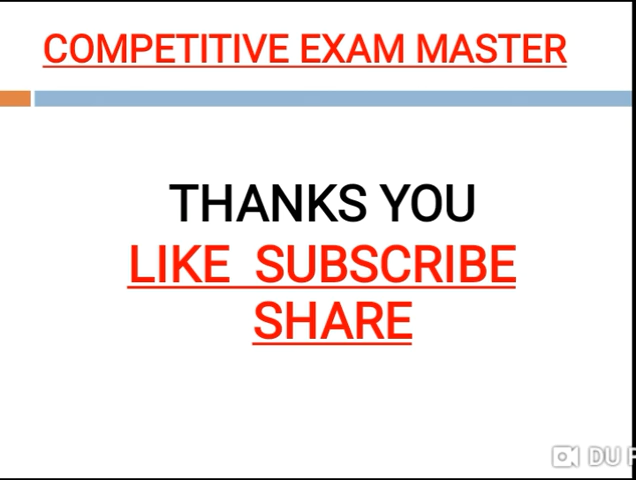 COMPETITIVE EXAM MASTER
THANKS YOU
LIKE SUBSCRIBE
SHARE
DU